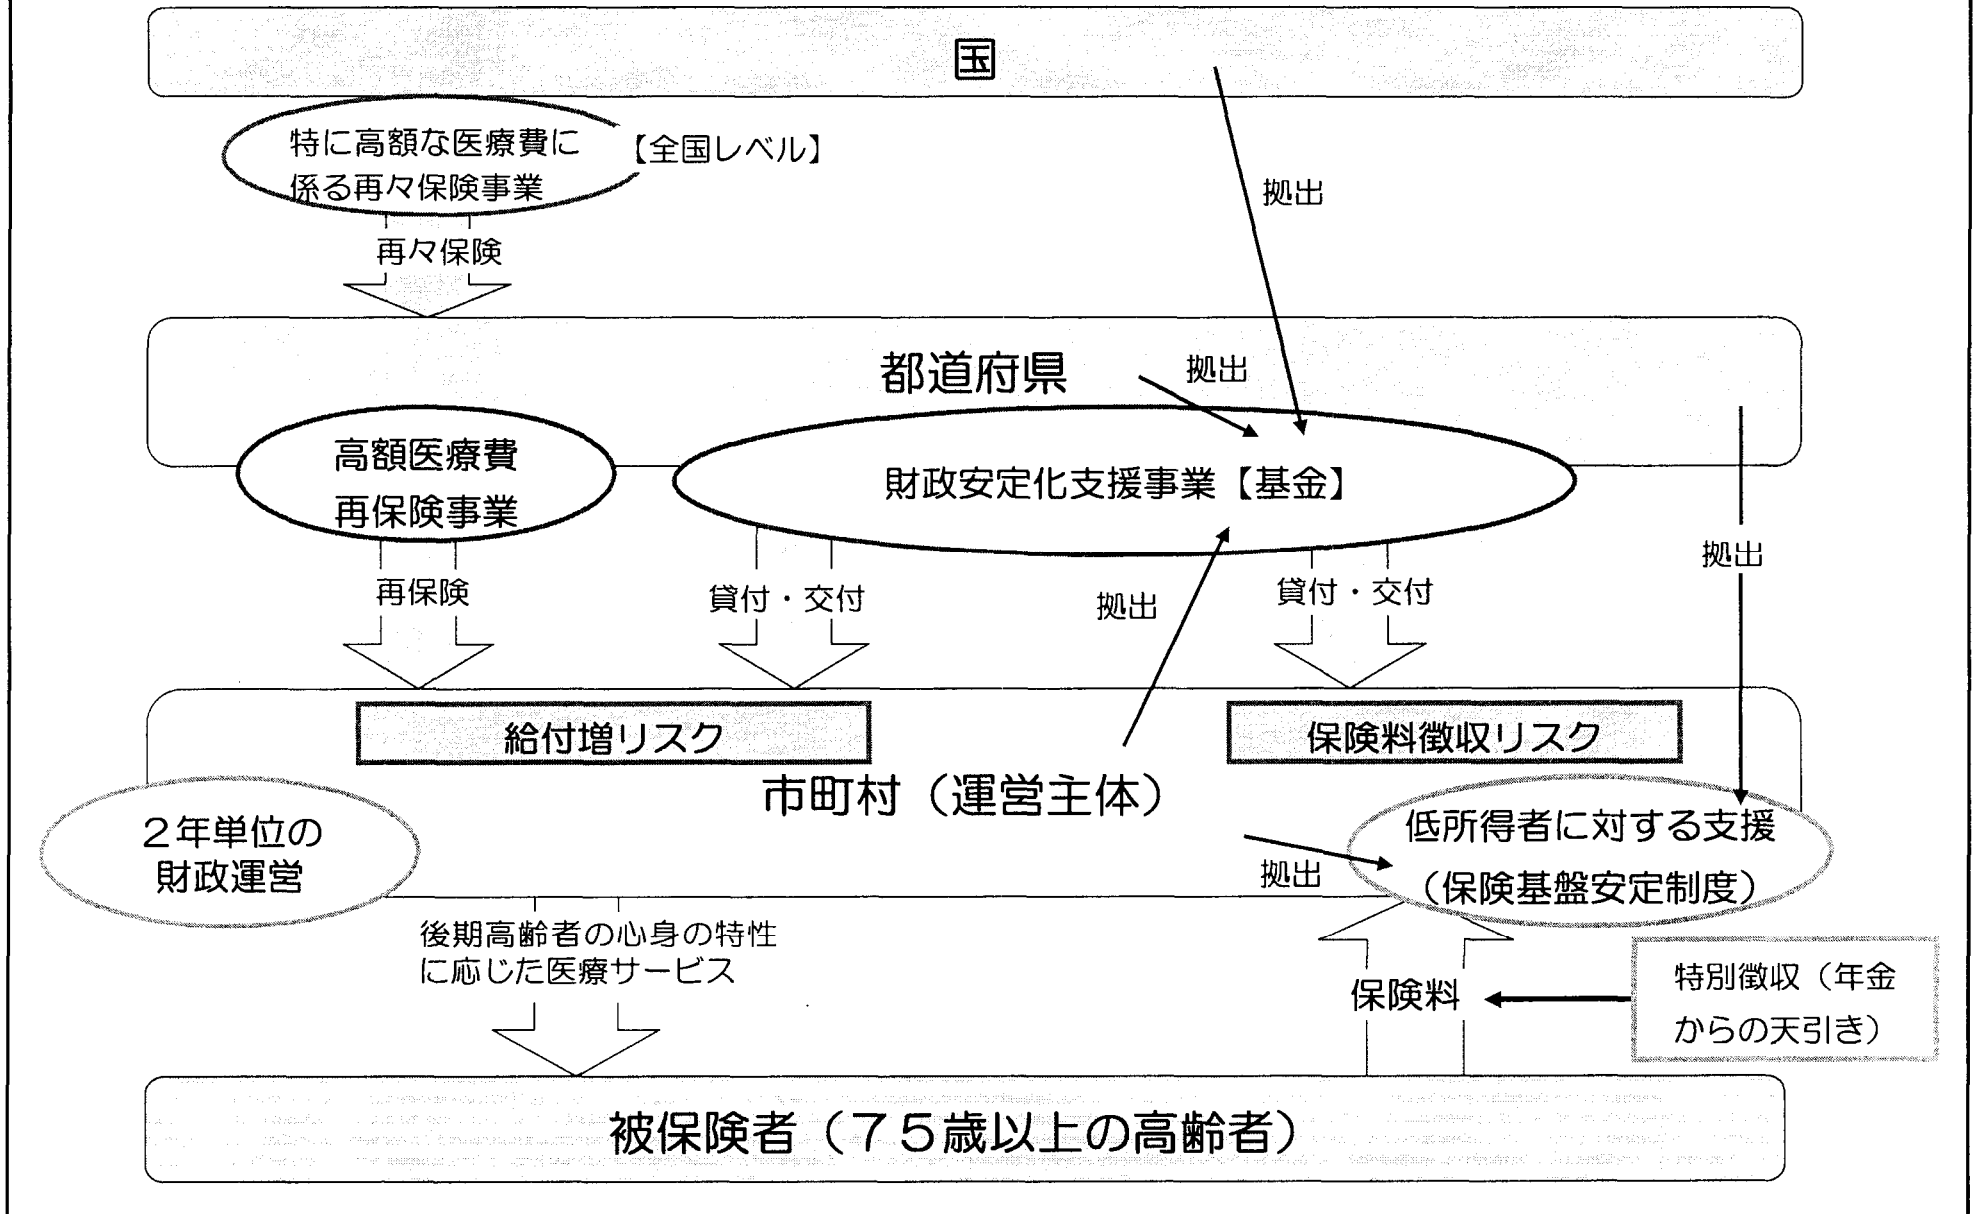 国
特に高額な医療費に
係る再々保険事業
【全国レベル】
拠出
再々保険
都道府県
拠出
高額医療費
再保険事業
財政安定化支援事業【基金】
拠出
再保険
貸付・交付
拠出
貸付・交付
給付増リスク
保険料徴収リスク
市町村（運営主体）
２年単位の
財政運営
低所得者に対する支援
（保険基盤安定制度）
拠出
後期高齢者の心身の特性
に応じた医療サービス
保険料
特別徴収（年金
からの天引き）
被保険者（７５歳以上の高齢者）